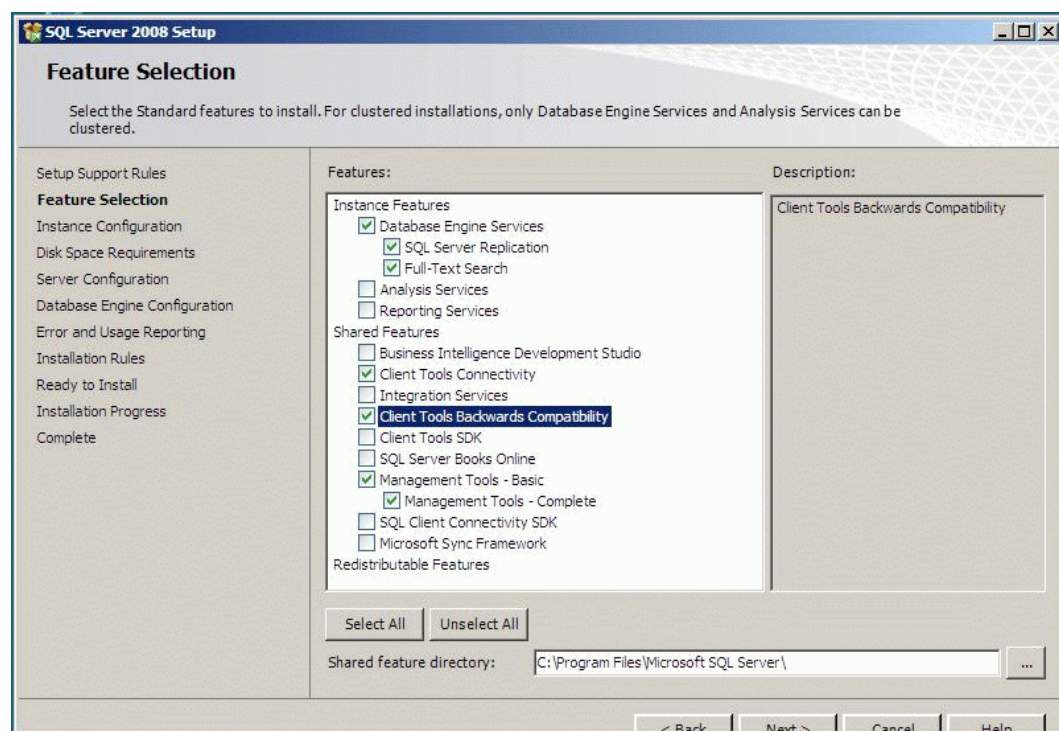 SQL Server 2008 Setup
Feature Selection
Select the Standard features to install. For clustered installations, only Database Engine Services and Analysis Services can be
clustered.
Setup Support Rules
Feature Selection
Instance Configuration
Disk Space Requirements
Server Configuration
Database Engine Configuration
Error and Usage Reporting
Installation Rules
Ready to Install
Installation Progress
Complete
Features:
Instance Features
Database Engine Services
SQL Server Replication
Full-Text Search
Analysis Services
Reporting Services
Shared Features
Business Intelligence Development Studio
Client Tools Connectivity
Integration Services
Client Tools Backwards Compatibility
Client Tools SDK
SQL Server Books Online
Management Tools - Basic
Management Tools - Complete
SQL Client Connectivity SDK
Microsoft Sync Framework
Redistributable Features
Description:
Client Tools Backwards Compatibility
Select All Unselect All
Shared feature directory: C:\Program Files\Microsoft SQL Server\ ...
< Back Next > Cancel Help